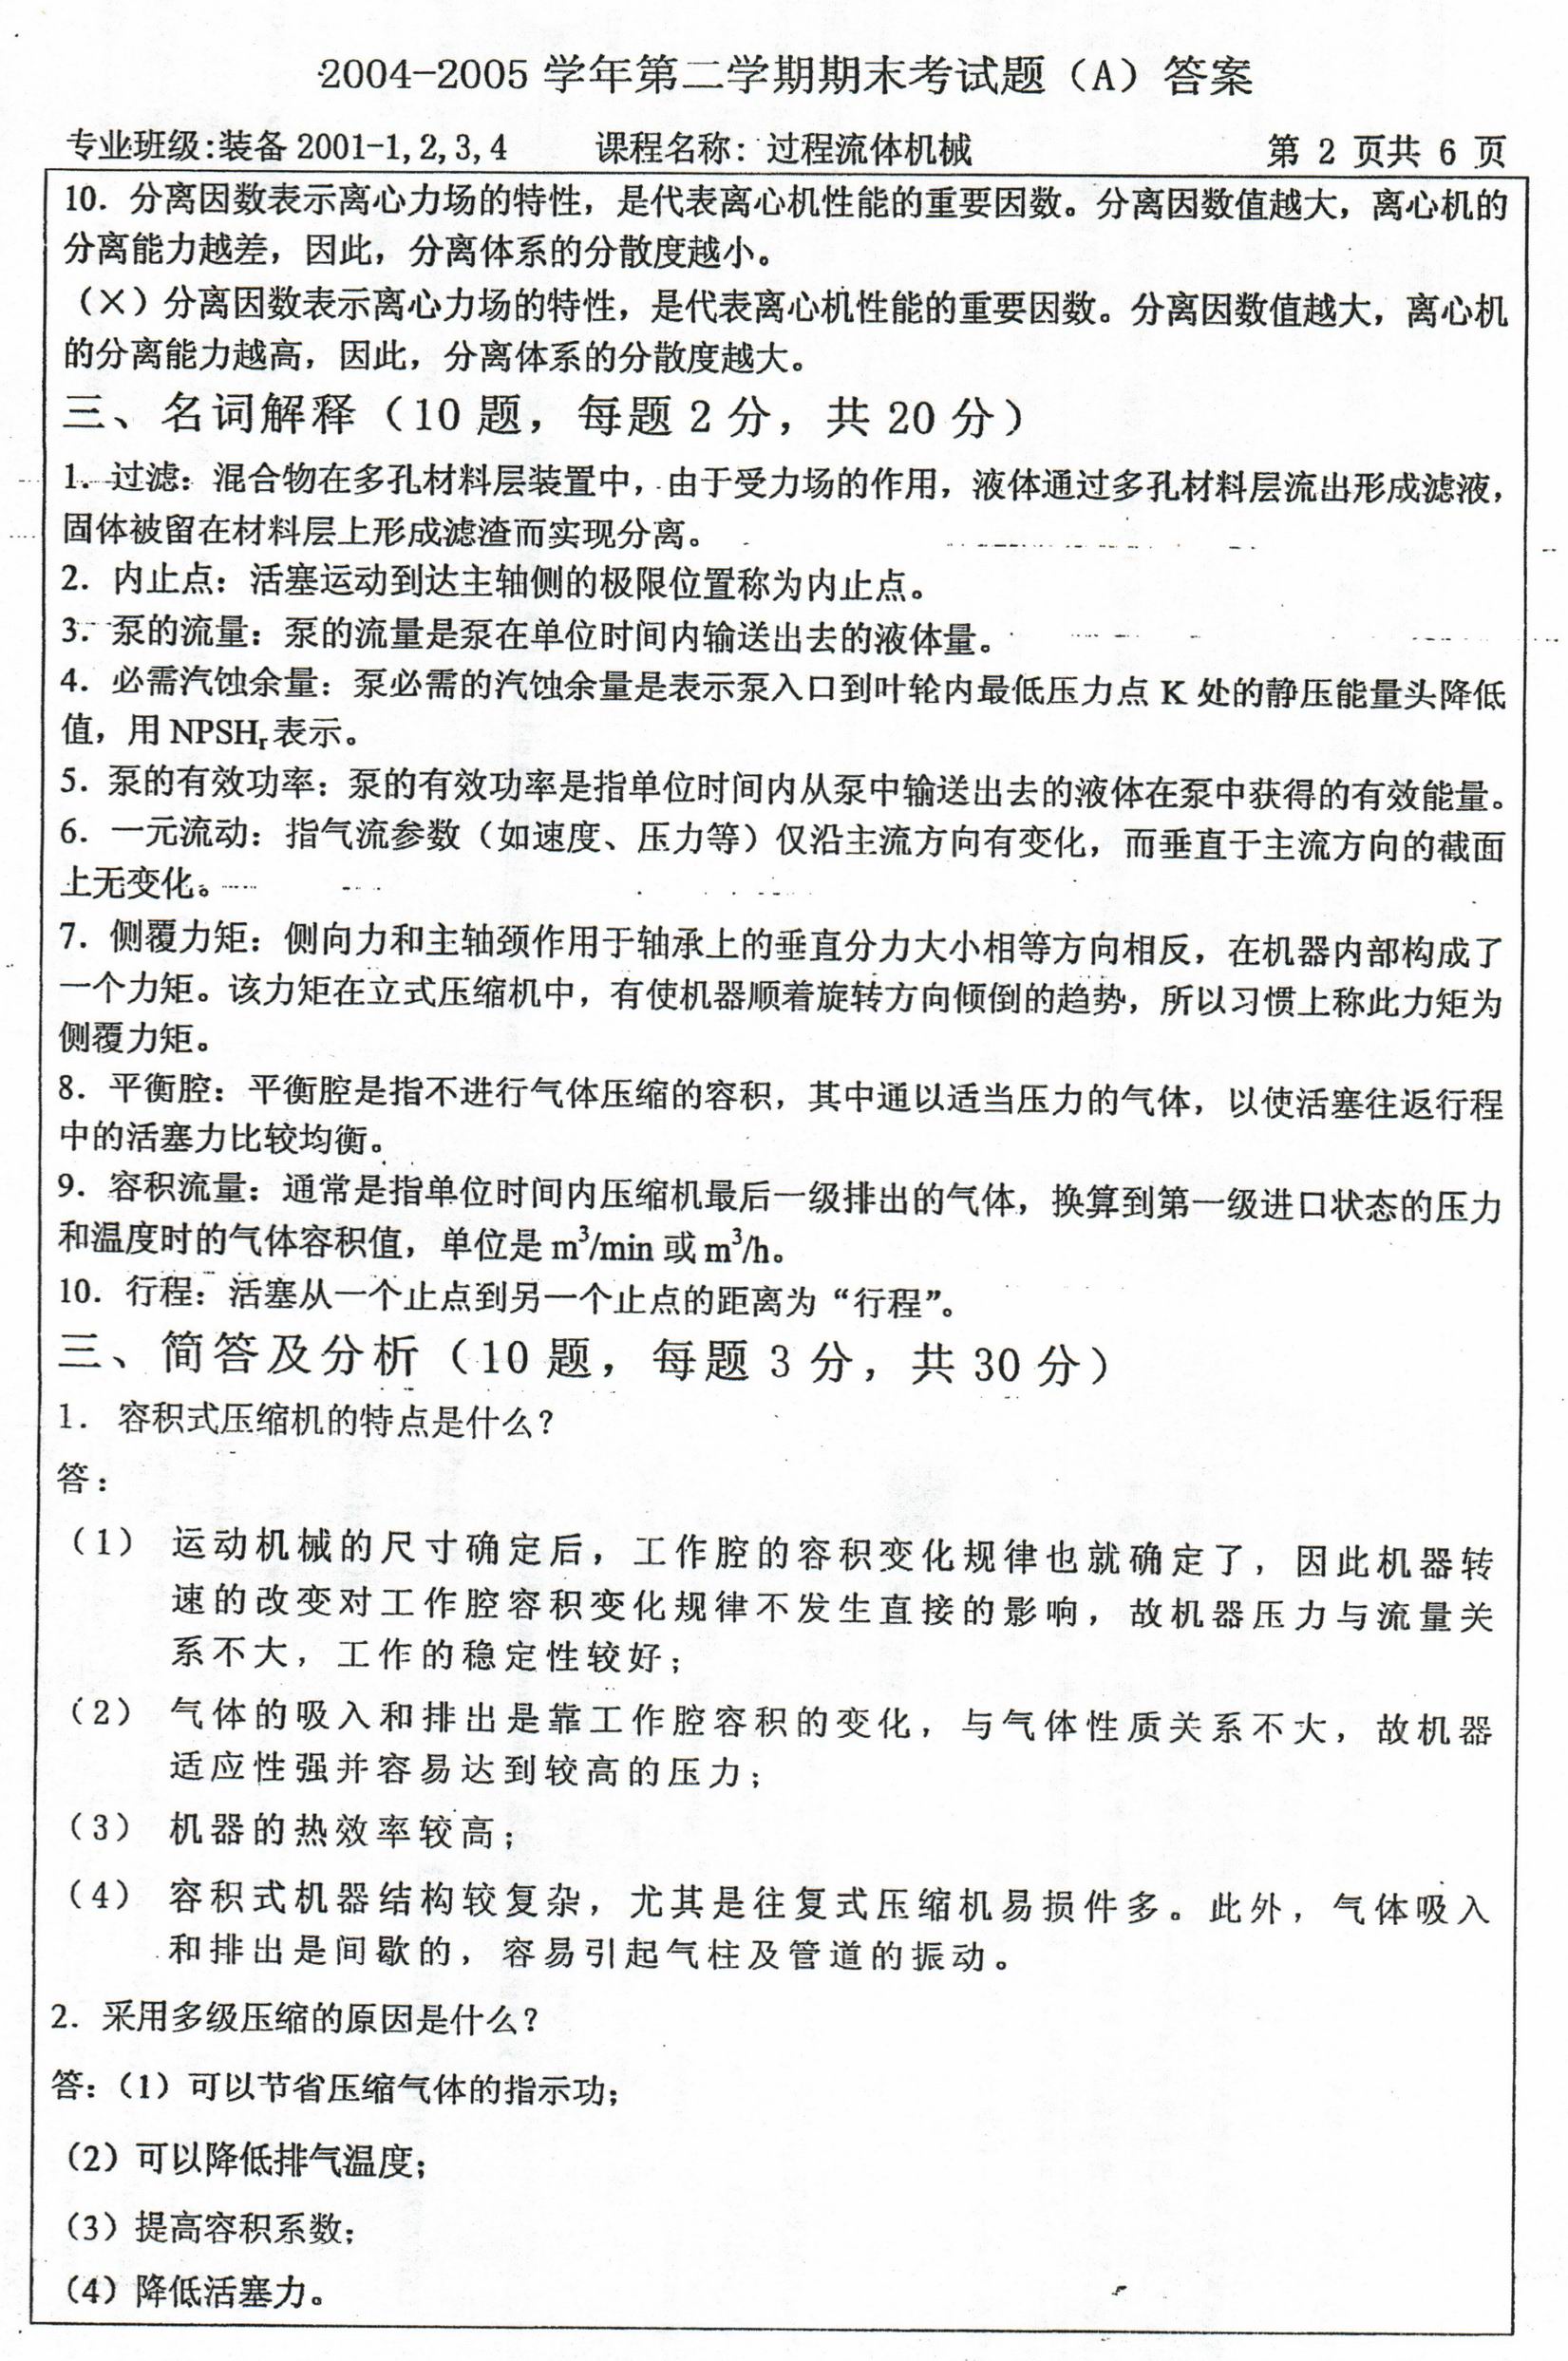 2004-2005 学年第二学期期末考试题（A）答案
专业班级:装备 2001-1,2,3,4 课程名称: 过程流体机械 第 2 页共 6 页
10. 分离因数表示离心力场的特性，是代表离心机性能的重要因数。分离因数值越大，离心机的
分离能力越差，因此，分离体系的分散度越小。
（×）分离因数表示离心力场的特性，是代表离心机性能的重要因数。分离因数值越大，离心机
的分离能力越高，因此，分离体系的分散度越大。
三、名词解释（10 题，每题 2 分，共 20 分）
1. 过滤：混合物在多孔材料层装置中，由于受力场的作用，液体通过多孔材料层流出形成滤液，
固体被留在材料层上形成滤渣而实现分离。
2. 内止点：活塞运动到达主轴侧的极限位置称为内止点。
3. 泵的流量：泵的流量是泵在单位时间内输送出去的液体量。
4. 必需汽蚀余量：泵必需的汽蚀余量是表示泵入口到叶轮内最低压力点 K 处的静压能量头降低
值，用 NPSHr 表示。
5. 泵的有效功率：泵的有效功率是指单位时间内从泵中输送出去的液体在泵中获得的有效能量。
6. 一元流动：指气流参数（如速度、压力等）仅沿主流方向有变化，而垂直于主流方向的截面
上无变化。
7. 侧覆力矩：侧向力和主轴颈作用于轴承上的垂直分力大小相等方向相反，在机器内部构成了
一个力矩。该力矩在立式压缩机中，有使机器顺着旋转方向倾倒的趋势，所以习惯上称此力矩为
侧覆力矩。
8. 平衡腔：平衡腔是指不进行气体压缩的容积，其中通以适当压力的气体，以使活塞往返行程
中的活塞力比较均衡。
9. 容积流量：通常是指单位时间内压缩机最后一级排出的气体，换算到第一级进口状态的压力
和温度时的气体容积值，单位是 m³/min 或 m³/h。
10. 行程：活塞从一个止点到另一个止点的距离为“行程”。
三、简答及分析（10 题，每题 3 分，共 30 分）
1. 容积式压缩机的特点是什么？
答：
（1） 运动机械的尺寸确定后，工作腔的容积变化规律也就确定了，因此机器转
速的改变对工作腔容积变化规律不发生直接的影响，故机器压力与流量关
系不大，工作的稳定性较好；
（2） 气体的吸入和排出是靠工作腔容积的变化，与气体性质关系不大，故机器
适应性强并容易达到较高的压力；
（3） 机器的热效率较高；
（4） 容积式机器结构较复杂，尤其是往复式压缩机易损件多。此外，气体吸入
和排出是间歇的，容易引起气柱及管道的振动。
2. 采用多级压缩的原因是什么？
答：（1）可以节省压缩气体的指示功；
（2）可以降低排气温度；
（3）提高容积系数；
（4）降低活塞力。